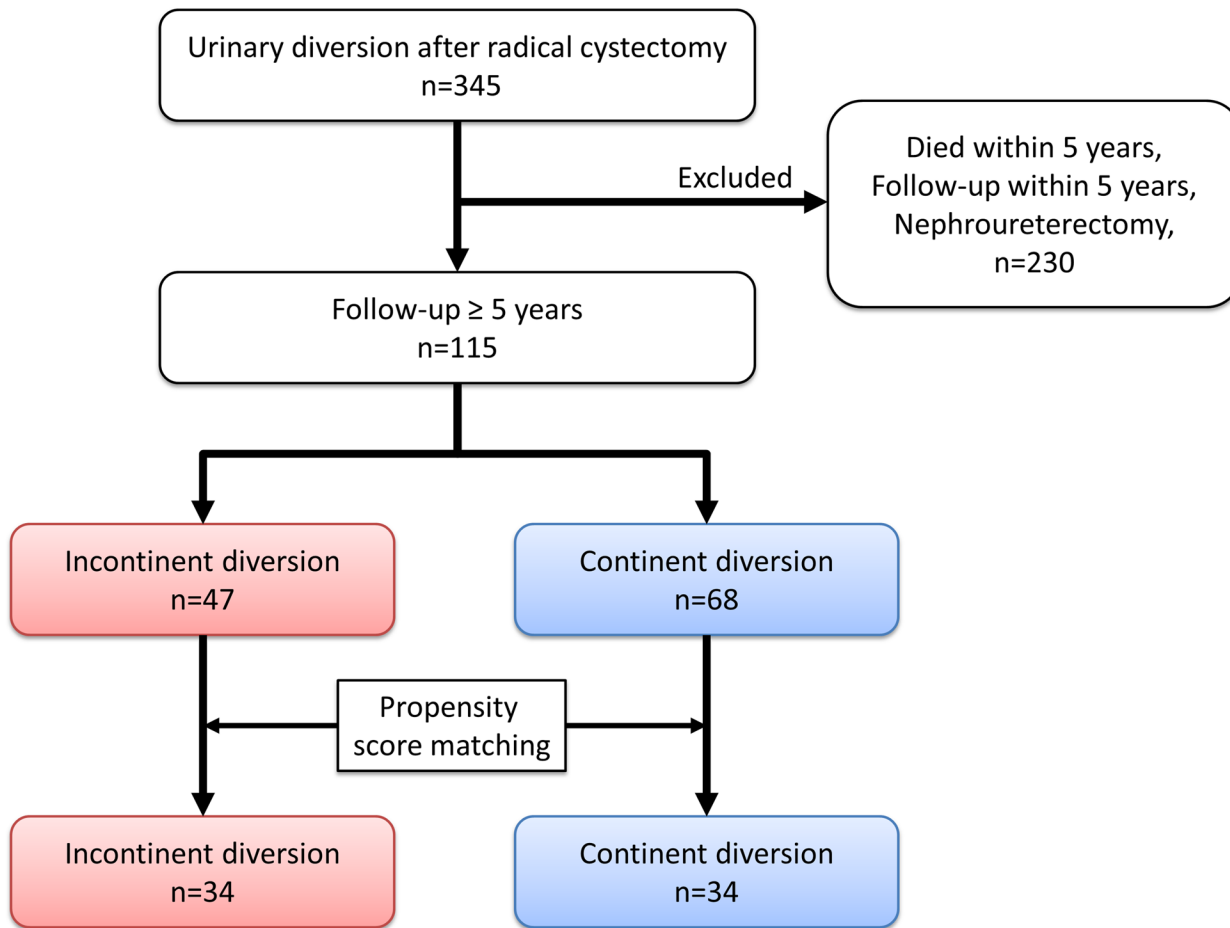 Urinary diversion after radical cystectomy
n=345
Excluded
Died within 5 years,
Follow-up within 5 years,
Nephroureterectomy,
n=230
Follow-up ≥ 5 years
n=115
Incontinent diversion
n=47
Continent diversion
n=68
Propensity
score matching
Incontinent diversion
n=34
Continent diversion
n=34